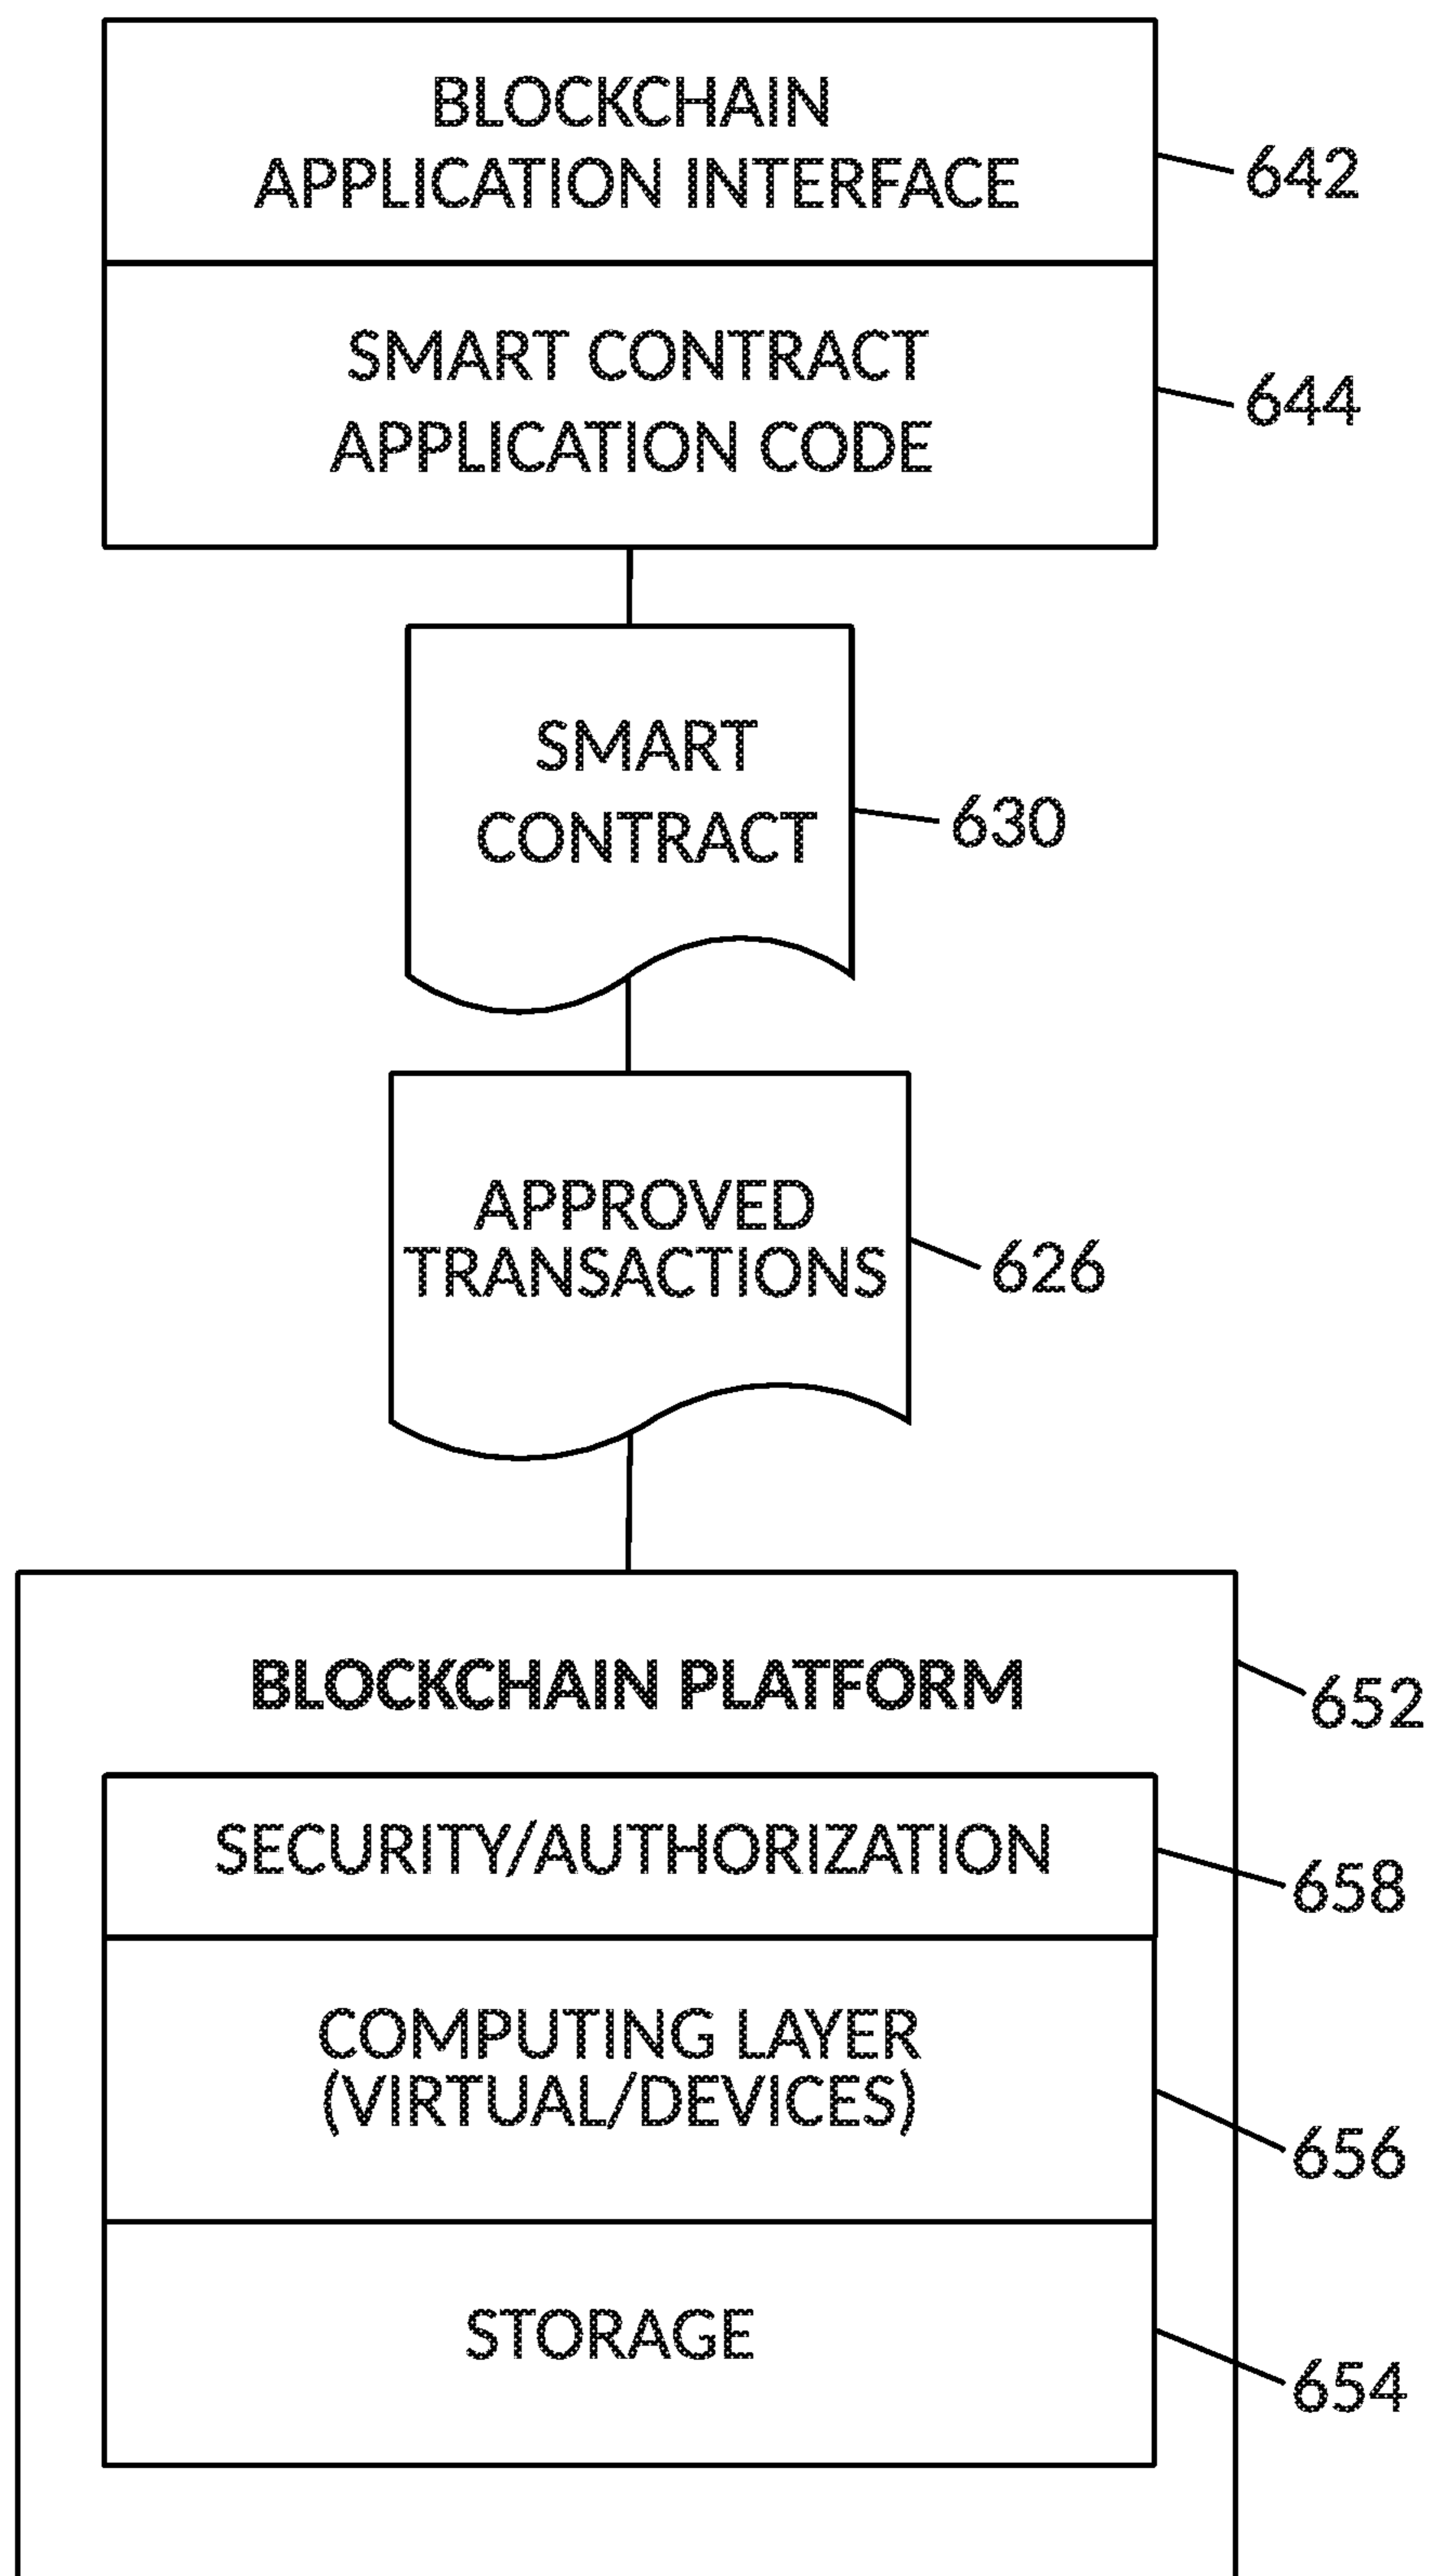 BLOCKCHAIN
APPLICATION INTERFACE
642
SMART CONTRACT
APPLICATION CODE
644
SMART
CONTRACT
630
APPROVED
TRANSACTIONS
626
BLOCKCHAIN PLATFORM
652
SECURITY/AUTHORIZATION
658
COMPUTING LAYER
(VIRTUAL/DEVICES)
656
STORAGE
654